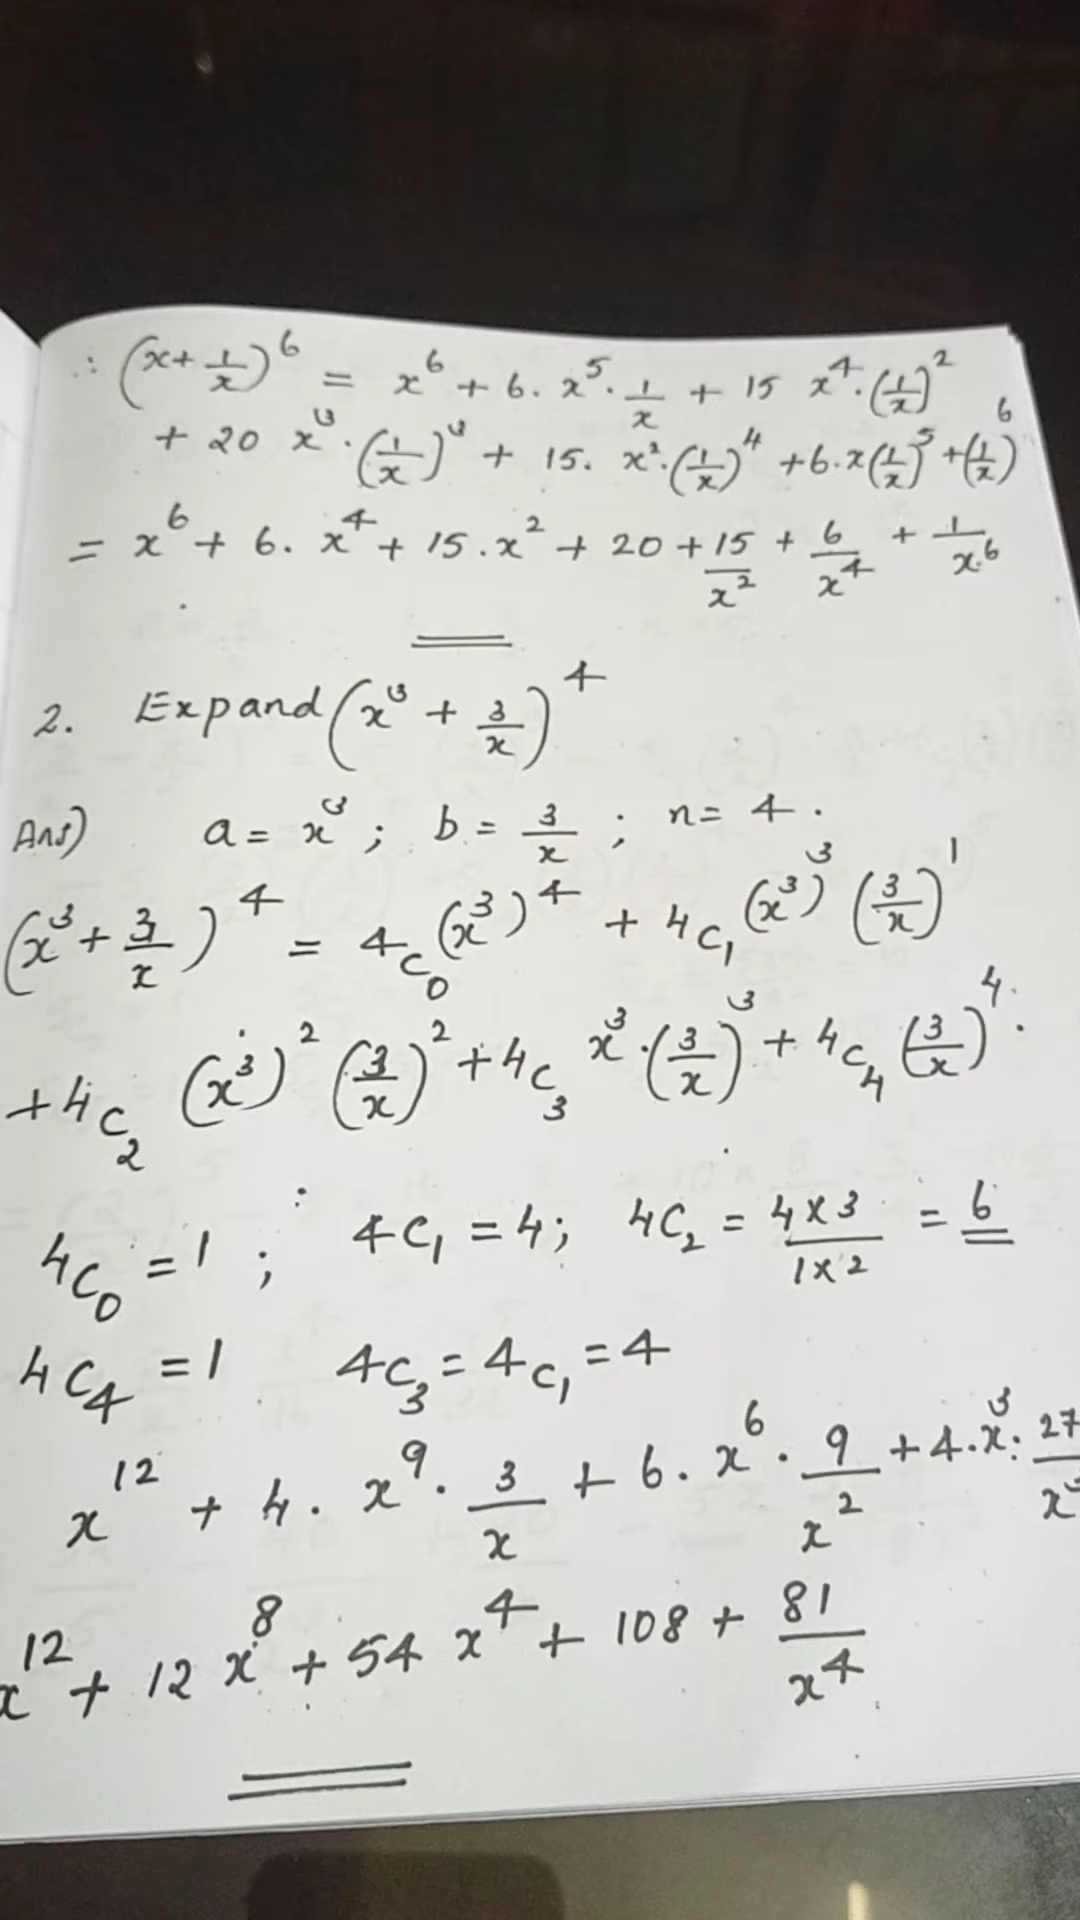 ∴ (x + 1/x)^6 = x^6 + 6. x^5 . 1/x + 15 x^4 . (1/x)^2
+ 20 x^3 . (1/x)^3 + 15. x^2 . (1/x)^4 + 6. x (1/x)^5 + (1/x)^6
= x^6 + 6. x^4 + 15. x^2 + 20 + 15/x^2 + 6/x^4 + 1/x^6
2. Expand (x^3 + 3/x)^4
Ans) a = x^3 ; b = 3/x ; n = 4.
(x^3 + 3/x)^4 = 4C0 (x^3)^4 + 4C1 (x^3)^3 (3/x)^1
+ 4C2 (x^3)^2 (3/x)^2 + 4C3 x^3 . (3/x)^3 + 4C4 (3/x)^4.
4C0 = 1 ; 4C1 = 4; 4C2 = 4x3/1x2 = 6
4C4 = 1 4C3 = 4C1 = 4
x^12 + 4. x^9 . 3/x + 6. x^6 . 9/x^2 + 4. x^3 . 27/x^3
x^12 + 12 x^8 + 54 x^4 + 108 + 81/x^4